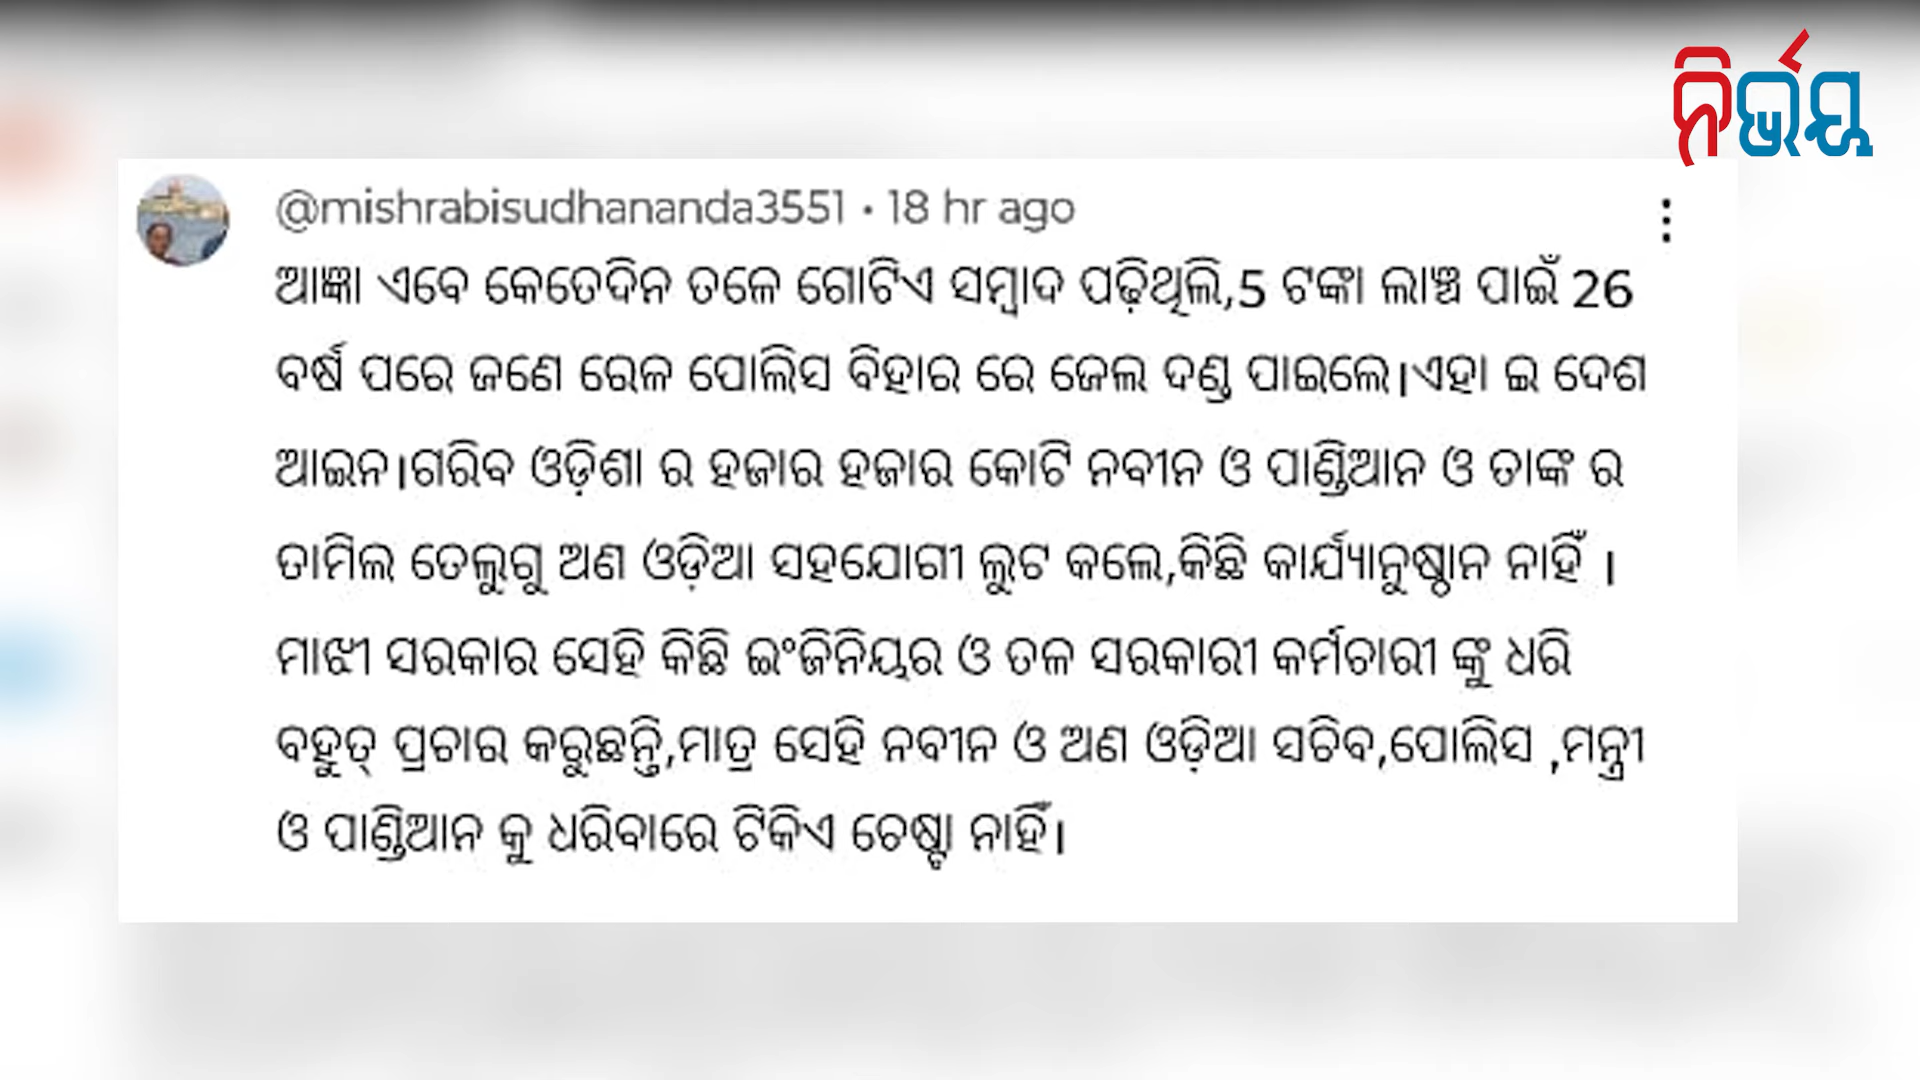 ନିର୍ଭୟ
@mishrabisudhananda3551 · 18 hr ago
ଆଜ୍ଞା ଏବେ କେତେଦିନ ତଳେ ଗୋଟିଏ ସମ୍ବାଦ ପଢ଼ିଥିଲି,5 ଟଙ୍କା ଲାଞ୍ଚ ପାଇଁ 26
ବର୍ଷ ପରେ ଜଣେ ରେଳ ପୋଲିସ ବିହାର ରେ ଜେଲ ଦଣ୍ଡ ପାଇଲେ।ଏହା ଇ ଦେଶ
ଆଇନ।ଗରିବ ଓଡ଼ିଶା ର ହଜାର ହଜାର କୋଟି ନବୀନ ଓ ପାଣ୍ଡିଆନ ଓ ତାଙ୍କ ର
ତାମିଲ ତେଲୁଗୁ ଅଣ ଓଡ଼ିଆ ସହଯୋଗୀ ଲୁଟ କଲେ,କିଛି କାର୍ଯ୍ୟାନୁଷ୍ଠାନ ନାହିଁ ।
ମାଝୀ ସରକାର ସେହି କିଛି ଇଂଜିନିୟର ଓ ତଳ ସରକାରୀ କର୍ମଚାରୀ ଙ୍କୁ ଧରି
ବହୁତ୍ ପ୍ରଚାର କରୁଛନ୍ତି,ମାତ୍ର ସେହି ନବୀନ ଓ ଅଣ ଓଡ଼ିଆ ସଚିବ,ପୋଲିସ ,ମନ୍ତ୍ରୀ
ଓ ପାଣ୍ଡିଆନ କୁ ଧରିବାରେ ଟିକିଏ ଚେଷ୍ଟା ନାହିଁ।